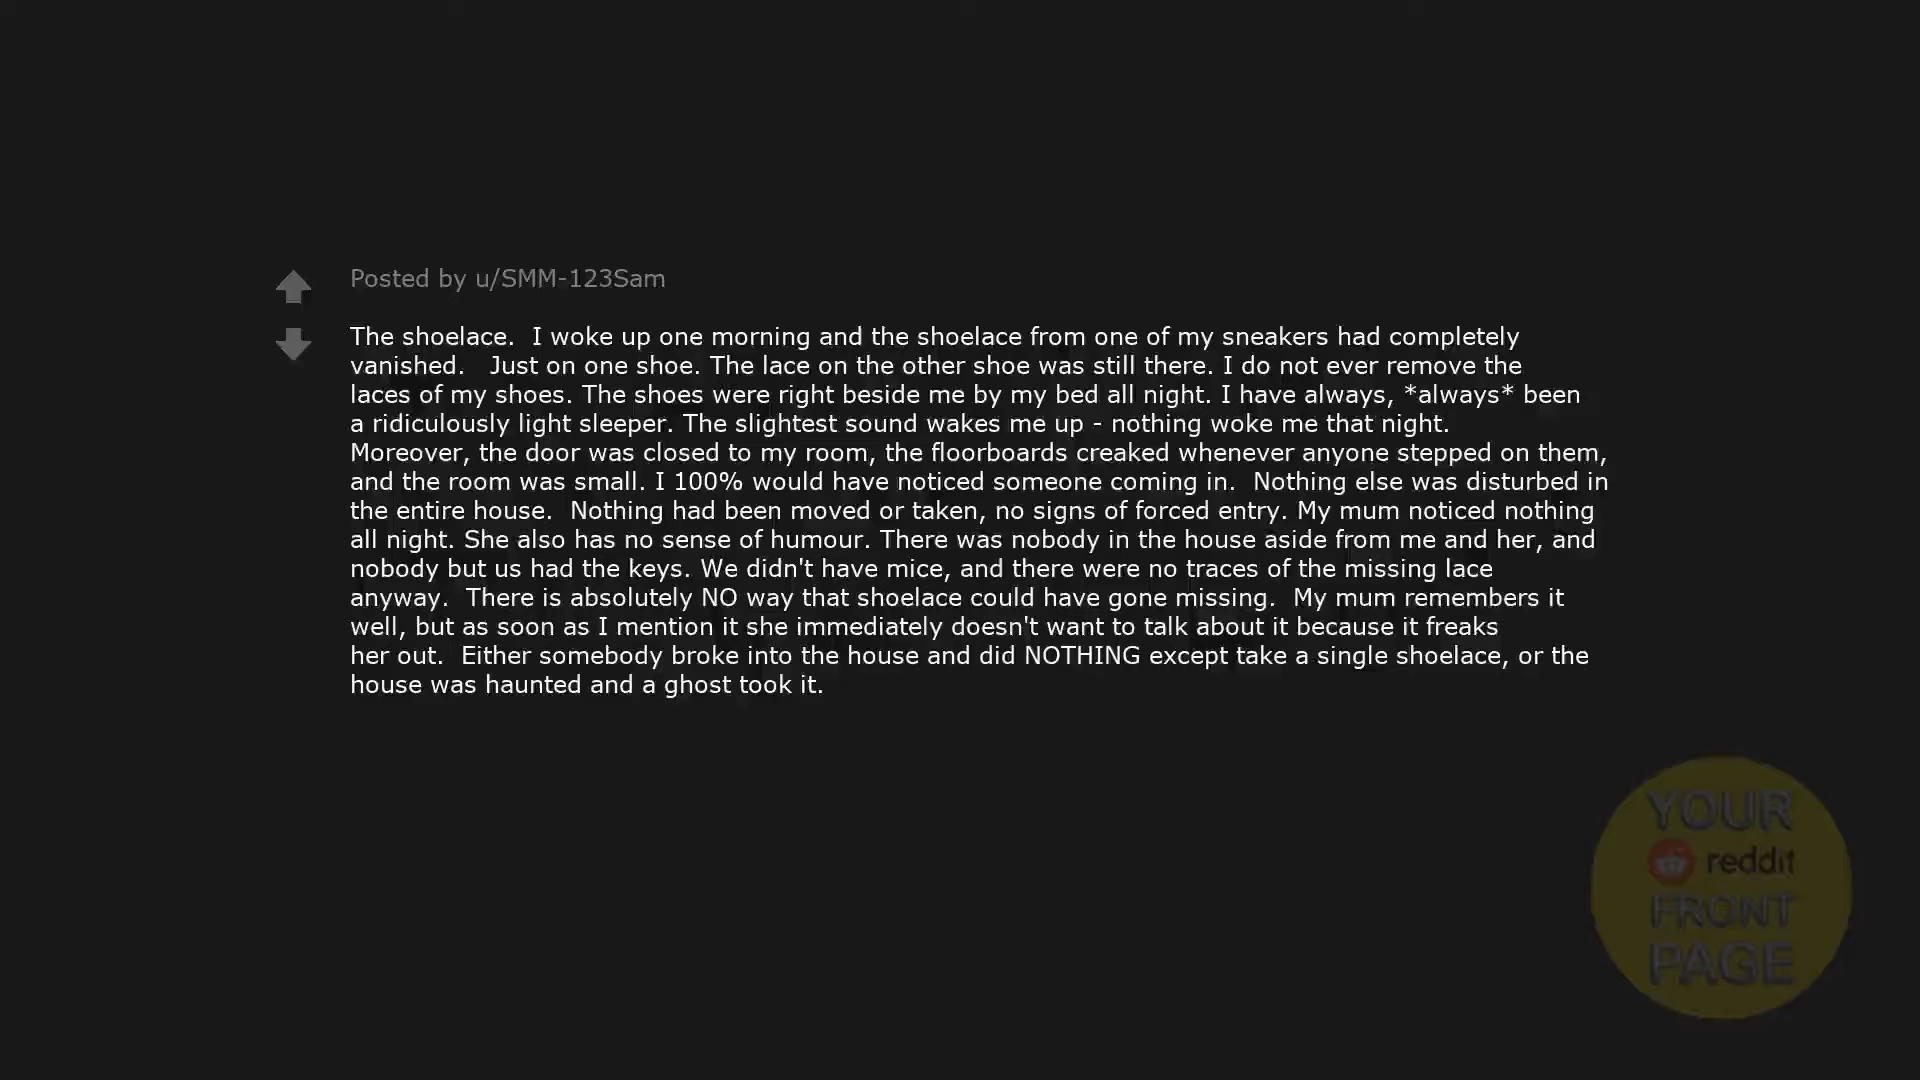 Posted by u/SMM-123Sam
The shoelace.  I woke up one morning and the shoelace from one of my sneakers had completely
vanished.   Just on one shoe. The lace on the other shoe was still there. I do not ever remove the
laces of my shoes. The shoes were right beside me by my bed all night. I have always, *always* been
a ridiculously light sleeper. The slightest sound wakes me up - nothing woke me that night.
Moreover, the door was closed to my room, the floorboards creaked whenever anyone stepped on them,
and the room was small. I 100% would have noticed someone coming in.  Nothing else was disturbed in
the entire house.  Nothing had been moved or taken, no signs of forced entry. My mum noticed nothing
all night. She also has no sense of humour. There was nobody in the house aside from me and her, and
nobody but us had the keys. We didn't have mice, and there were no traces of the missing lace
anyway.  There is absolutely NO way that shoelace could have gone missing.  My mum remembers it
well, but as soon as I mention it she immediately doesn't want to talk about it because it freaks
her out.  Either somebody broke into the house and did NOTHING except take a single shoelace, or the
house was haunted and a ghost took it.
YOUR
reddit
FRONT
PAGE